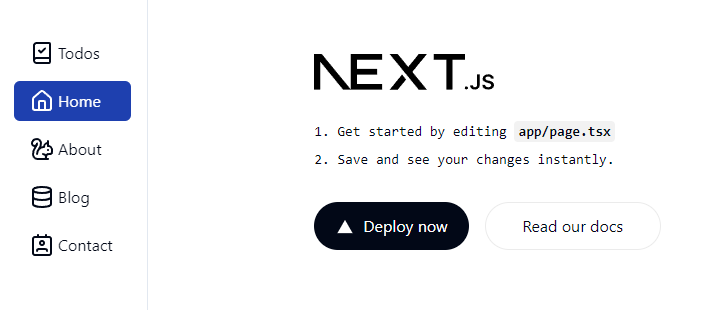 Todos
Home
About
Blog
Contact
NEXT.JS
1. Get started by editing app/page.tsx
2. Save and see your changes instantly.
Deploy now
Read our docs